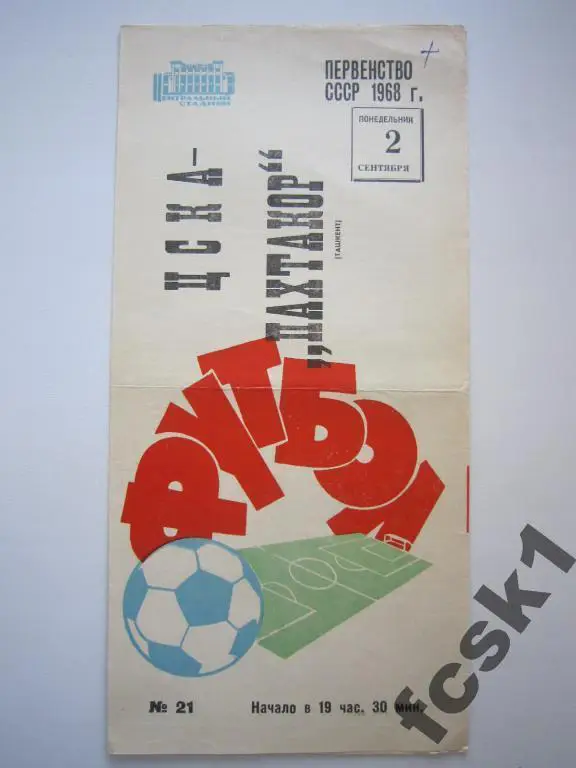 ЦЕНТРАЛЬНЫЙ
СТАДИОН
ПЕРВЕНСТВО
СССР 1968 г.
ПОНЕДЕЛЬНИК
2
СЕНТЯБРЯ
ЦСКА-
„ПАХТАКОР“
(ТАШКЕНТ)
ФУТБОЛ
№ 21
Начало в 19 час. 30 мин.
fcsk1